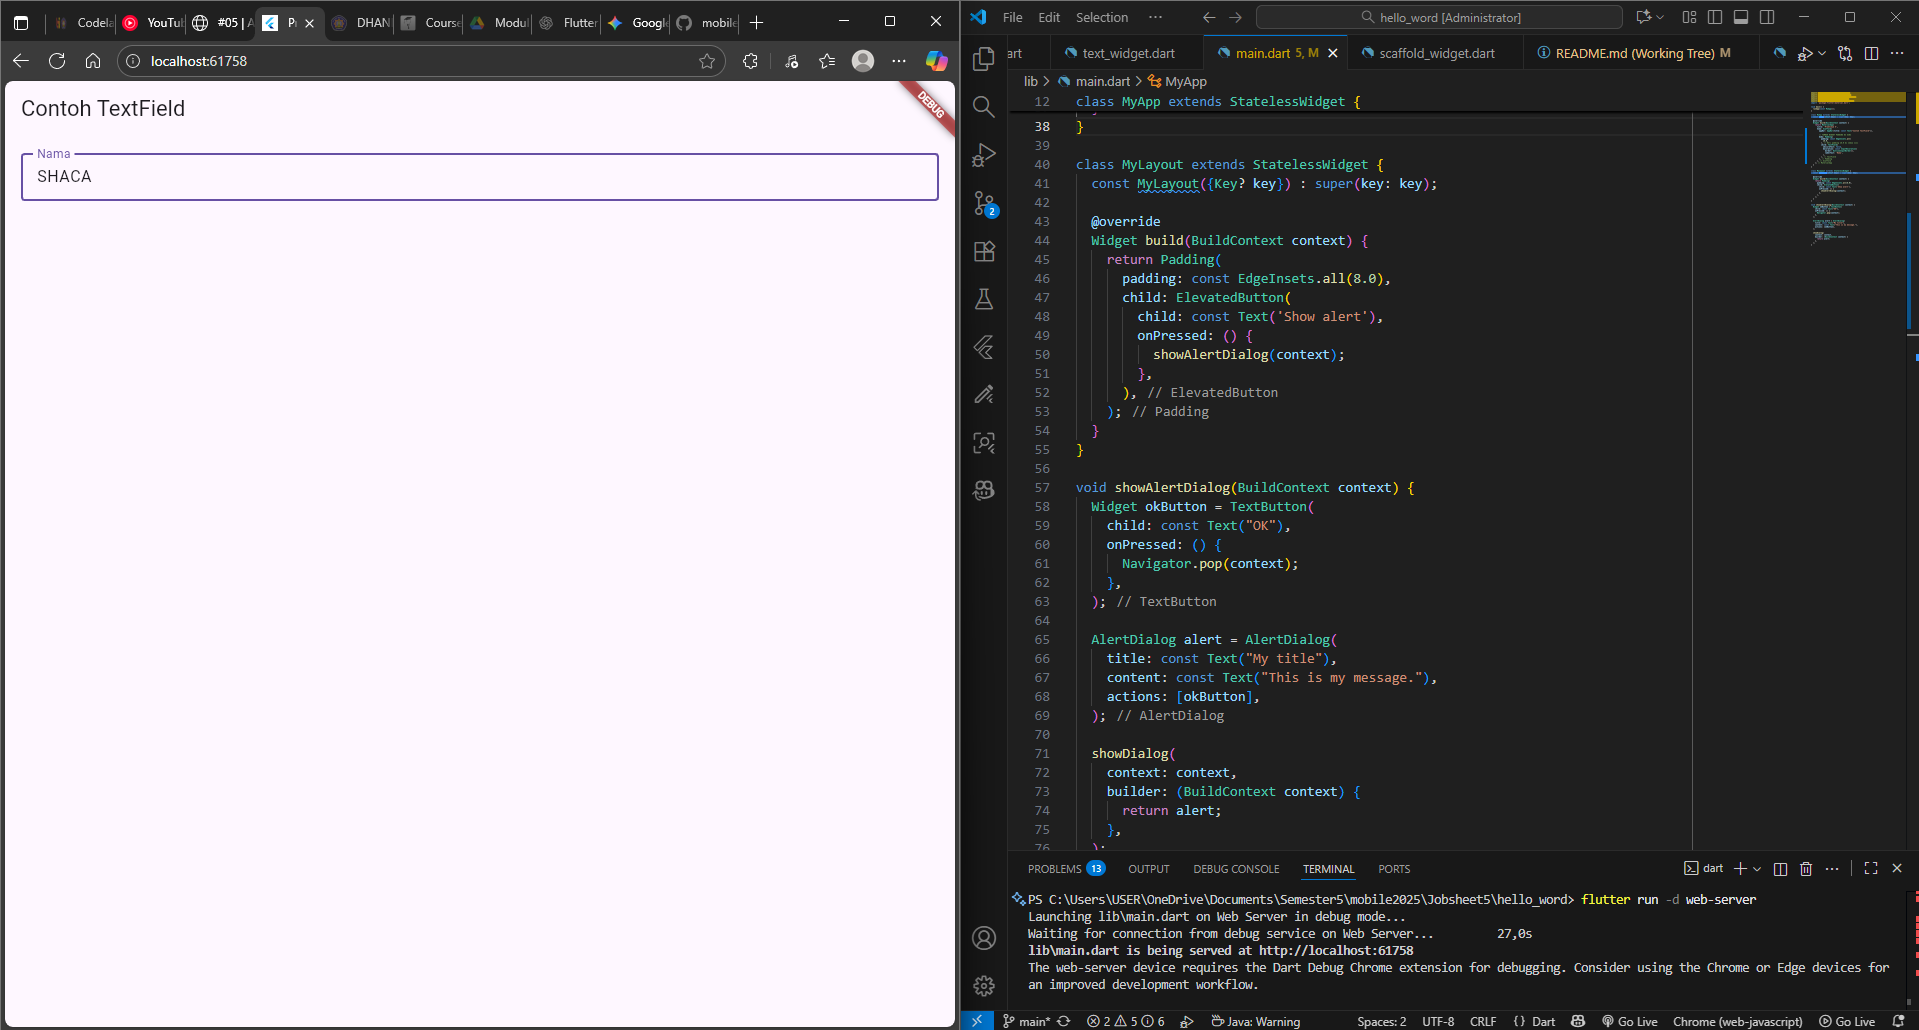 Codela
YouTu
#05 | A
Pr
DHAN
Course
Modul
Flutter
Google
mobile
localhost:61758
Contoh TextField
DEBUG
Nama
SHACA
File Edit Selection ···
hello_word [Administrator]
art
text_widget.dart
main.dart 5, M
scaffold_widget.dart
README.md (Working Tree) M
lib > main.dart > MyApp
12 class MyApp extends StatelessWidget {
38 }
39
40 class MyLayout extends StatelessWidget {
41 const MyLayout({Key? key}) : super(key: key);
42
43 @override
44 Widget build(BuildContext context) {
45 return Padding(
46 padding: const EdgeInsets.all(8.0),
47 child: ElevatedButton(
48 child: const Text('Show alert'),
49 onPressed: () {
50 showAlertDialog(context);
51 },
52 ), // ElevatedButton
53 ); // Padding
54 }
55 }
56
57 void showAlertDialog(BuildContext context) {
58 Widget okButton = TextButton(
59 child: const Text("OK"),
60 onPressed: () {
61 Navigator.pop(context);
62 },
63 ); // TextButton
64
65 AlertDialog alert = AlertDialog(
66 title: const Text("My title"),
67 content: const Text("This is my message."),
68 actions: [okButton],
69 ); // AlertDialog
70
71 showDialog(
72 context: context,
73 builder: (BuildContext context) {
74 return alert;
75 },
76 );
2
PROBLEMS 13 OUTPUT DEBUG CONSOLE TERMINAL PORTS
dart
PS C:\Users\USER\OneDrive\Documents\Semester5\mobile2025\Jobsheet5\hello_word> flutter run -d web-server
Launching lib\main.dart on Web Server in debug mode...
Waiting for connection from debug service on Web Server... 27,0s
lib\main.dart is being served at http://localhost:61758
The web-server device requires the Dart Debug Chrome extension for debugging. Consider using the Chrome or Edge devices for
an improved development workflow.
main* 2 5 6 Java: Warning Spaces: 2 UTF-8 CRLF {} Dart Go Live Chrome (web-javascript) Go Live